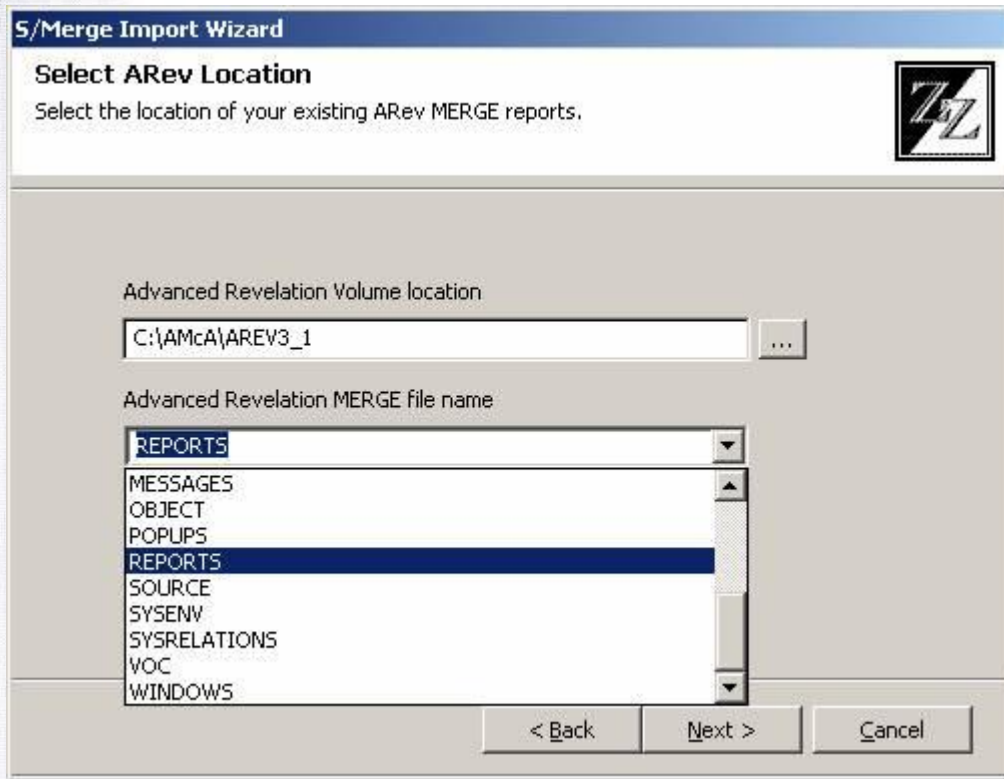 S/Merge Import Wizard
Select ARev Location
Select the location of your existing ARev MERGE reports.
ZZ
Advanced Revelation Volume location
C:\AMcA\AREV3_1
...
Advanced Revelation MERGE file name
REPORTS
MESSAGES
OBJECT
POPUPS
REPORTS
SOURCE
SYSENV
SYSRELATIONS
VOC
WINDOWS
< Back
Next >
Cancel